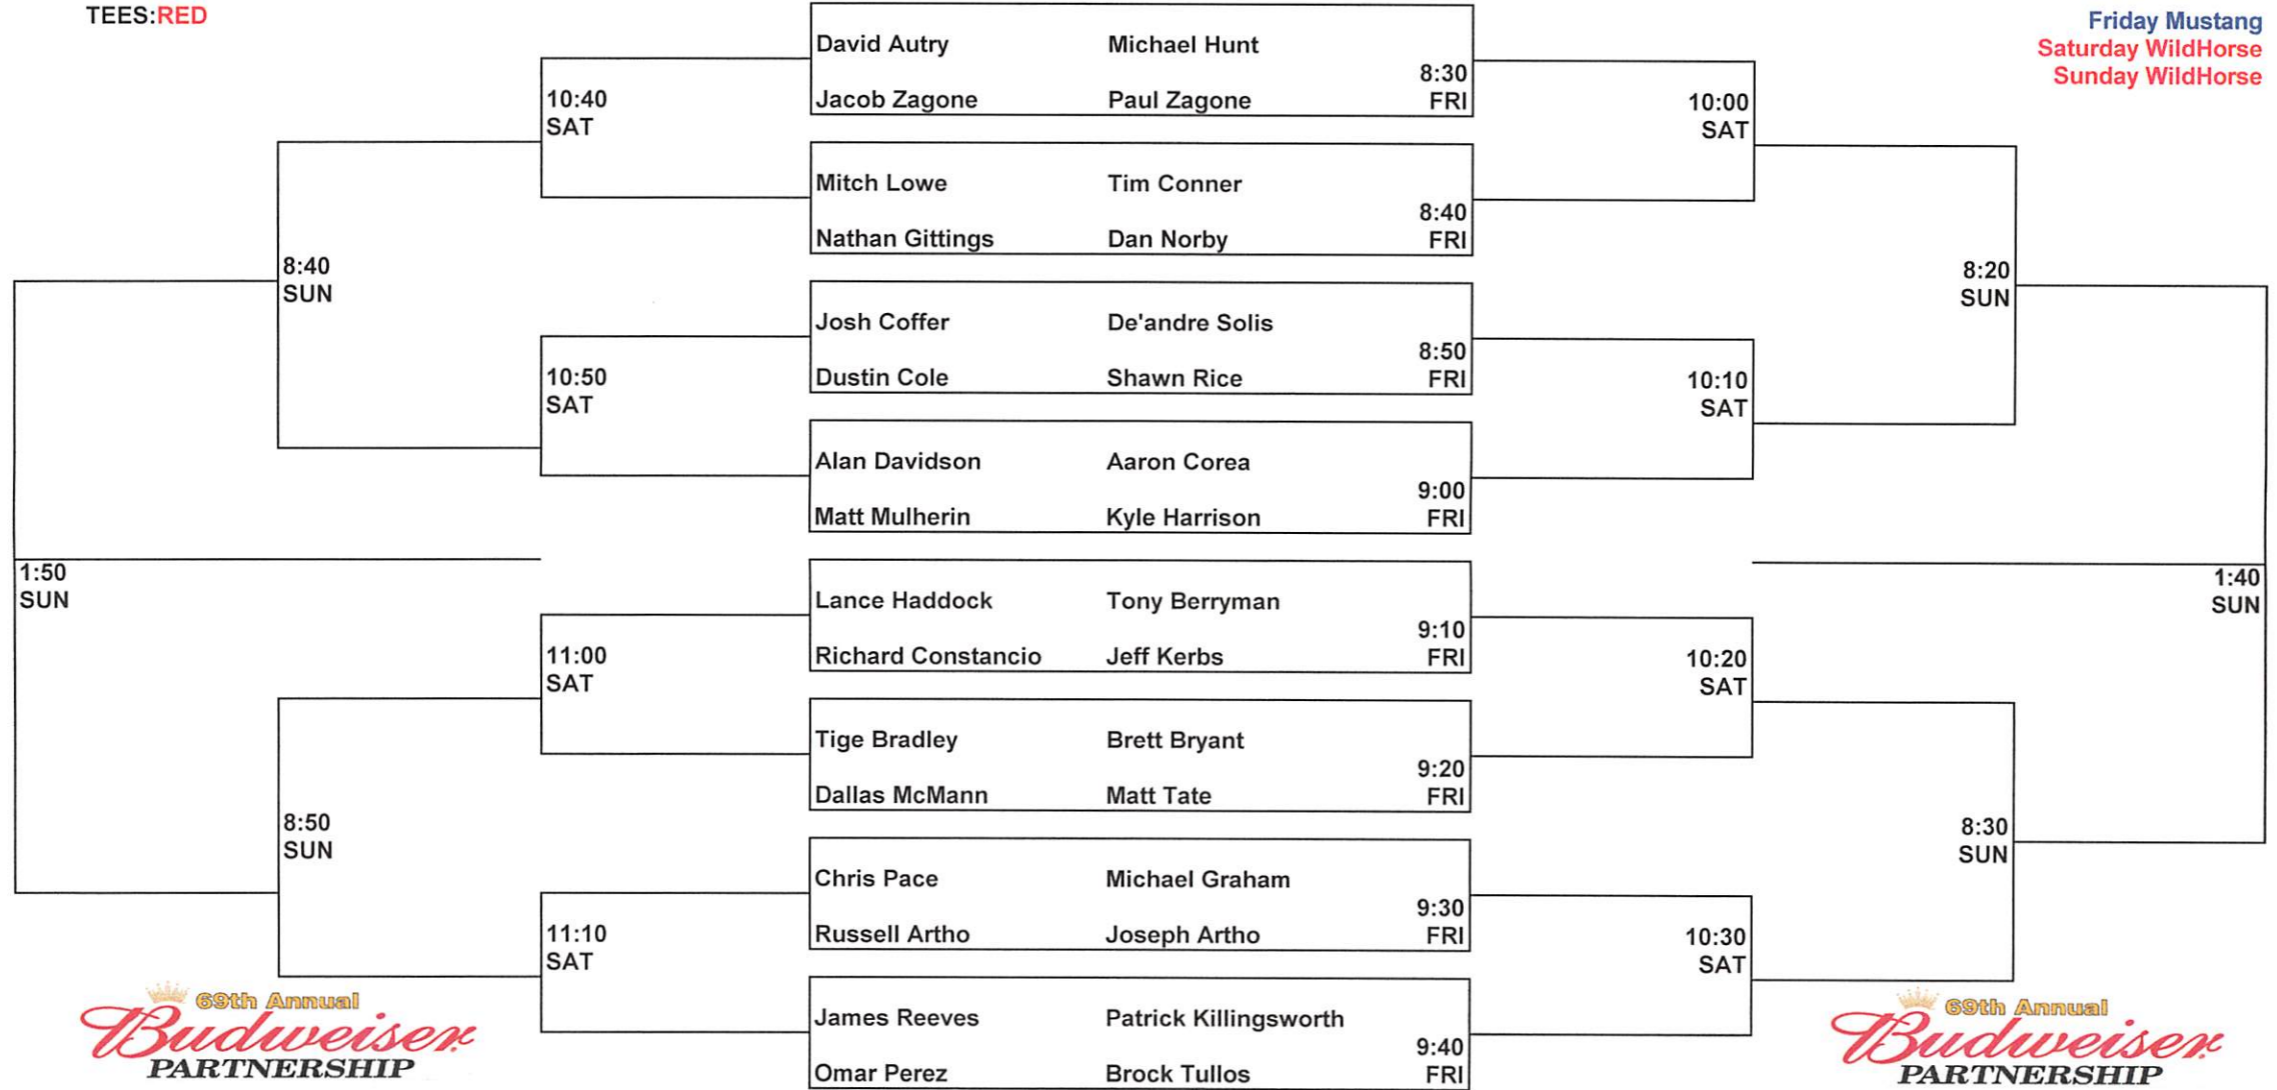 TEES:RED
Friday Mustang
Saturday WildHorse
Sunday WildHorse
David Autry Michael Hunt
8:30
Jacob Zagone Paul Zagone FRI
10:40
SAT
10:00
SAT
Mitch Lowe Tim Conner
8:40
Nathan Gittings Dan Norby FRI
8:40
SUN
8:20
SUN
Josh Coffer De'andre Solis
8:50
Dustin Cole Shawn Rice FRI
10:50
SAT
10:10
SAT
Alan Davidson Aaron Corea
9:00
Matt Mulherin Kyle Harrison FRI
1:50
SUN
1:40
SUN
Lance Haddock Tony Berryman
9:10
Richard Constancio Jeff Kerbs FRI
11:00
SAT
10:20
SAT
Tige Bradley Brett Bryant
9:20
Dallas McMann Matt Tate FRI
8:50
SUN
8:30
SUN
Chris Pace Michael Graham
9:30
Russell Artho Joseph Artho FRI
11:10
SAT
10:30
SAT
James Reeves Patrick Killingsworth
9:40
Omar Perez Brock Tullos FRI
69th Annual
Budweiser
PARTNERSHIP
69th Annual
Budweiser
PARTNERSHIP